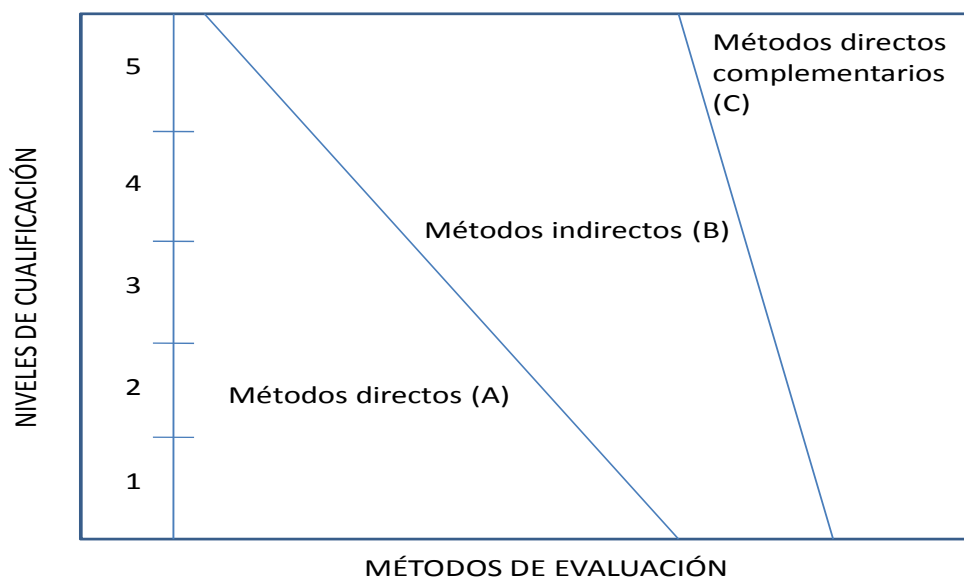 NIVELES DE CUALIFICACIÓN
5
4
3
2
1
Métodos directos
complementarios
(C)
Métodos indirectos (B)
Métodos directos (A)
MÉTODOS DE EVALUACIÓN